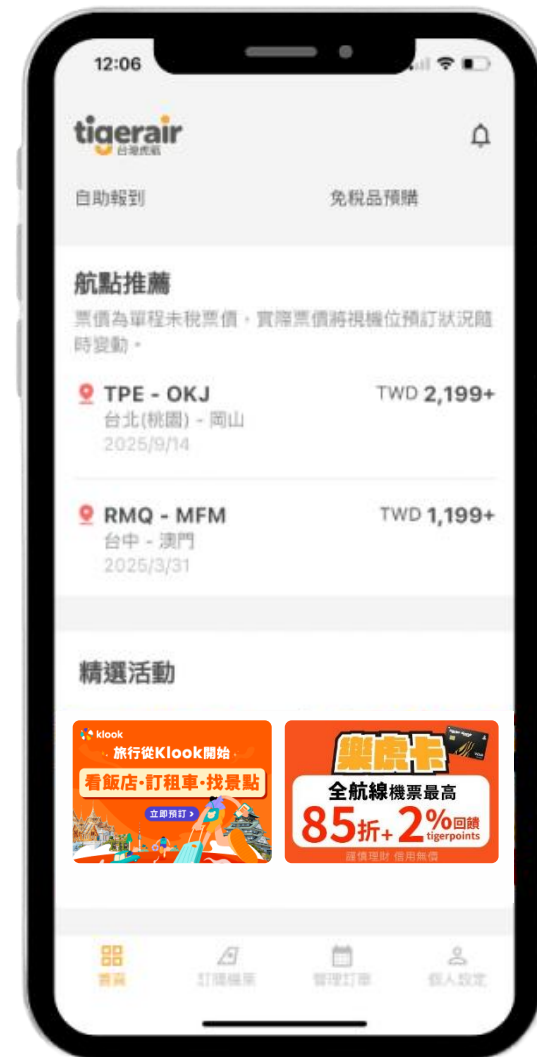 12:06
tigerair
台灣虎航
自助報到
免稅品預購
航點推薦
票價為單程未稅票價，實際票價將視機位預訂狀況隨
時變動。
TPE - OKJ
TWD 2,199+
台北(桃園) - 岡山
2025/9/14
RMQ - MFM
TWD 1,199+
台中 - 澳門
2025/3/31
精選活動
klook
旅行從Klook開始
看飯店·訂租車·找景點
立即預訂 >
樂虎卡
全航線機票最高
85折+2%回饋
tigerpoints
謹慎理財 信用無價
首頁
訂購機票
管理訂單
個人設定